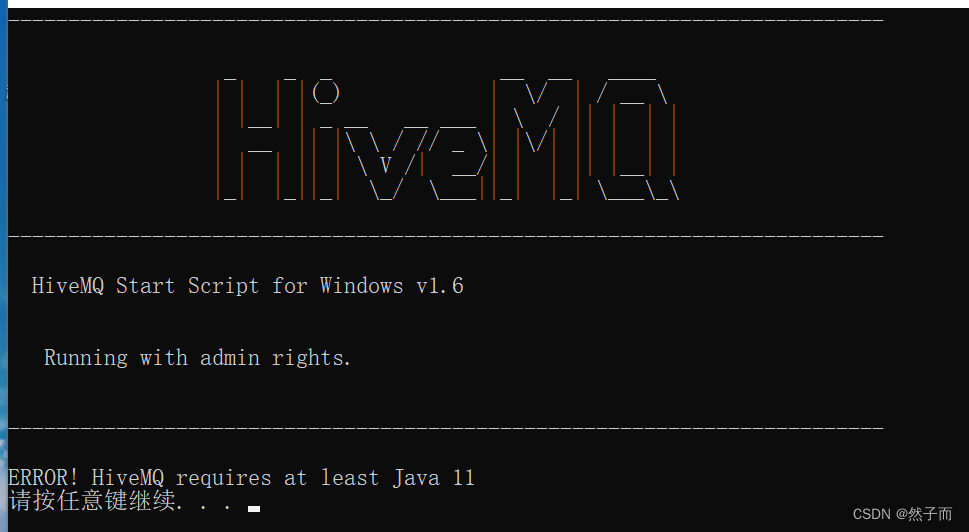 HiveMQ
HiveMQ Start Script for Windows v1.6
Running with admin rights.
ERROR! HiveMQ requires at least Java 11
请按任意键继续. . .
CSDN @然子而